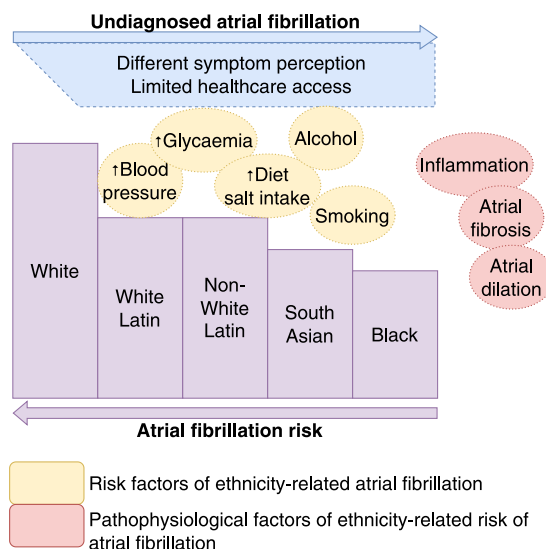 Undiagnosed atrial fibrillation
Different symptom perception
Limited healthcare access
↑Glycaemia
Alcohol
↑Blood
pressure
↑Diet
salt intake
Smoking
Inflammation
Atrial
fibrosis
Atrial
dilation
White
White
Latin
Non-
White
Latin
South
Asian
Black
Atrial fibrillation risk
Risk factors of ethnicity-related atrial fibrillation
Pathophysiological factors of ethnicity-related risk of
atrial fibrillation